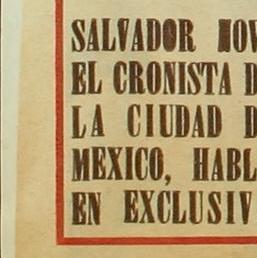 SALVADOR NOV
EL CRONISTA D
LA CIUDAD D
MEXICO, HABL
EN EXCLUSIV